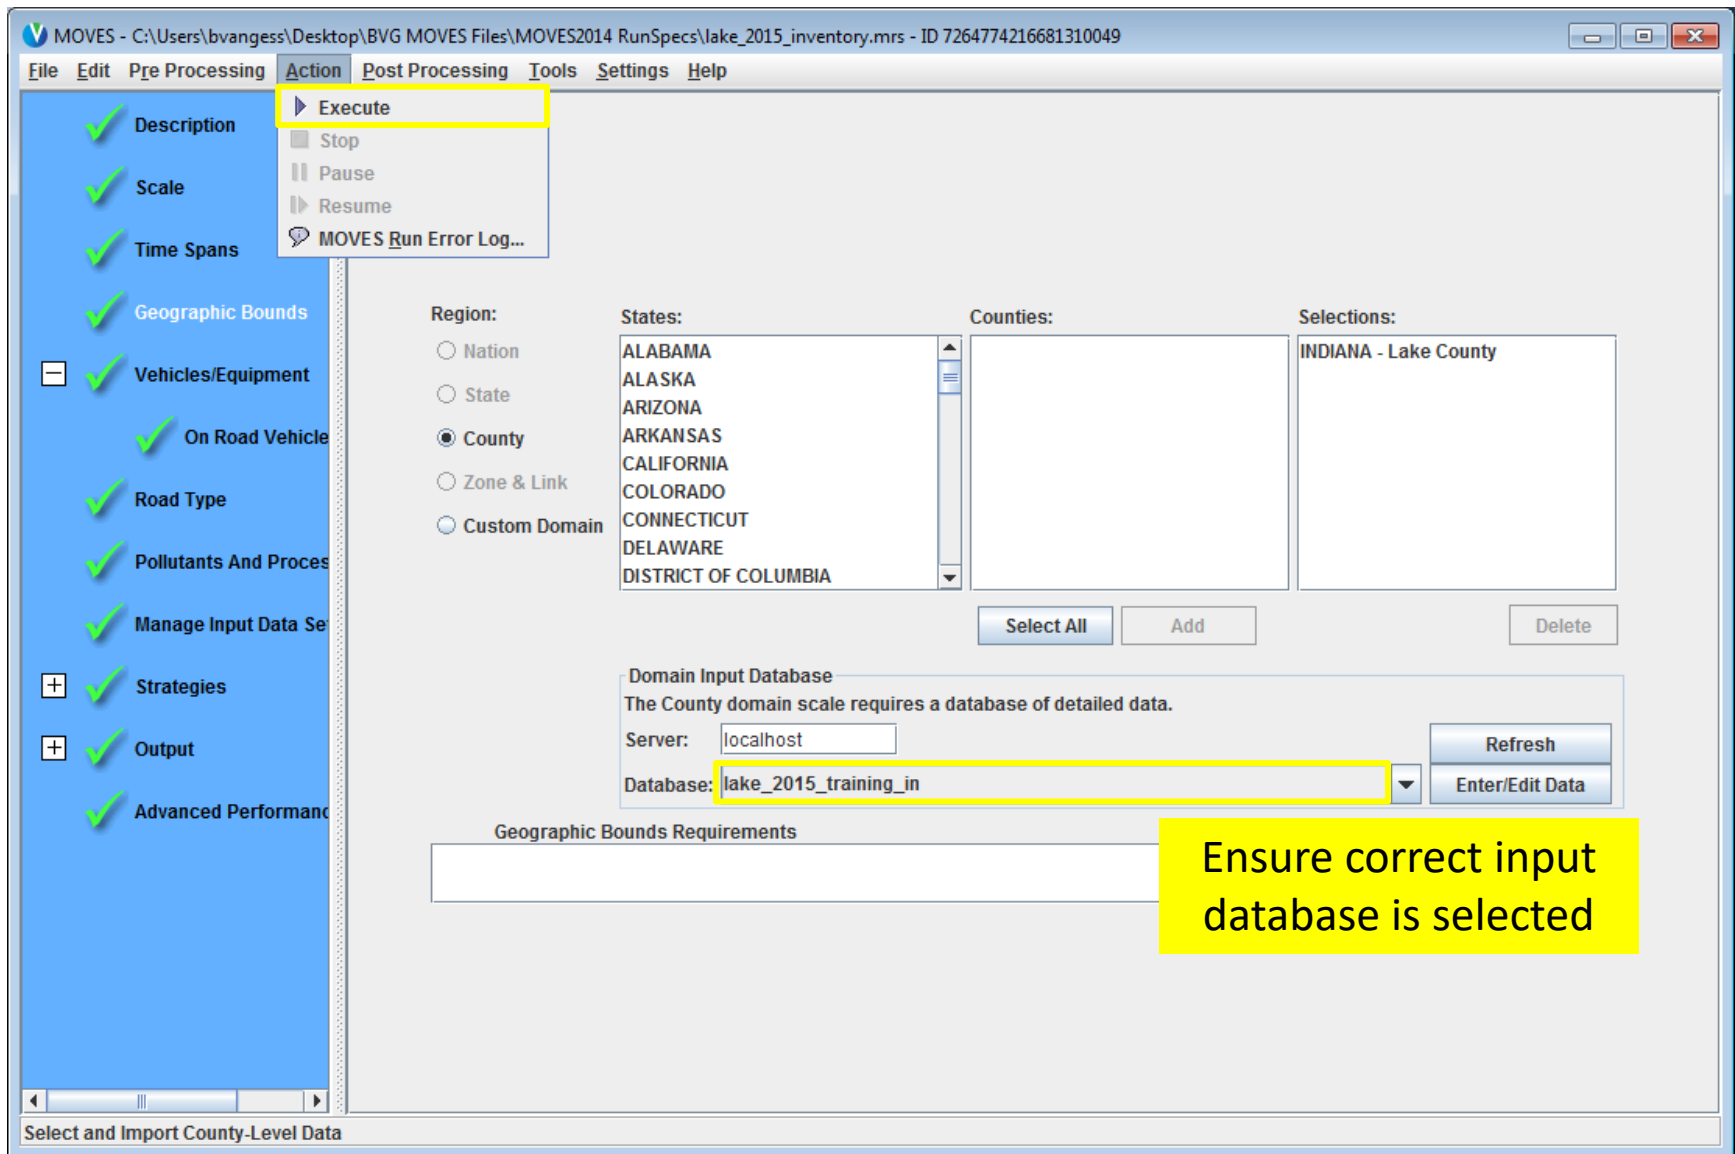 MOVES - C:\Users\bvangess\Desktop\BVG MOVES Files\MOVES2014 RunSpecs\lake_2015_inventory.mrs - ID 7264774216681310049
File Edit Pre Processing Action Post Processing Tools Settings Help
Execute
Stop
Pause
Resume
MOVES Run Error Log...
Description
Scale
Time Spans
Geographic Bounds
Vehicles/Equipment
On Road Vehicle
Road Type
Pollutants And Proces
Manage Input Data Se
Strategies
Output
Advanced Performanc
Region:
Nation
State
County
Zone & Link
Custom Domain
States:
ALABAMA
ALASKA
ARIZONA
ARKANSAS
CALIFORNIA
COLORADO
CONNECTICUT
DELAWARE
DISTRICT OF COLUMBIA
Counties:
Selections:
INDIANA - Lake County
Select All
Add
Delete
Domain Input Database
The County domain scale requires a database of detailed data.
Server: localhost
Refresh
Database: lake_2015_training_in
Enter/Edit Data
Geographic Bounds Requirements
Ensure correct input
database is selected
Select and Import County-Level Data